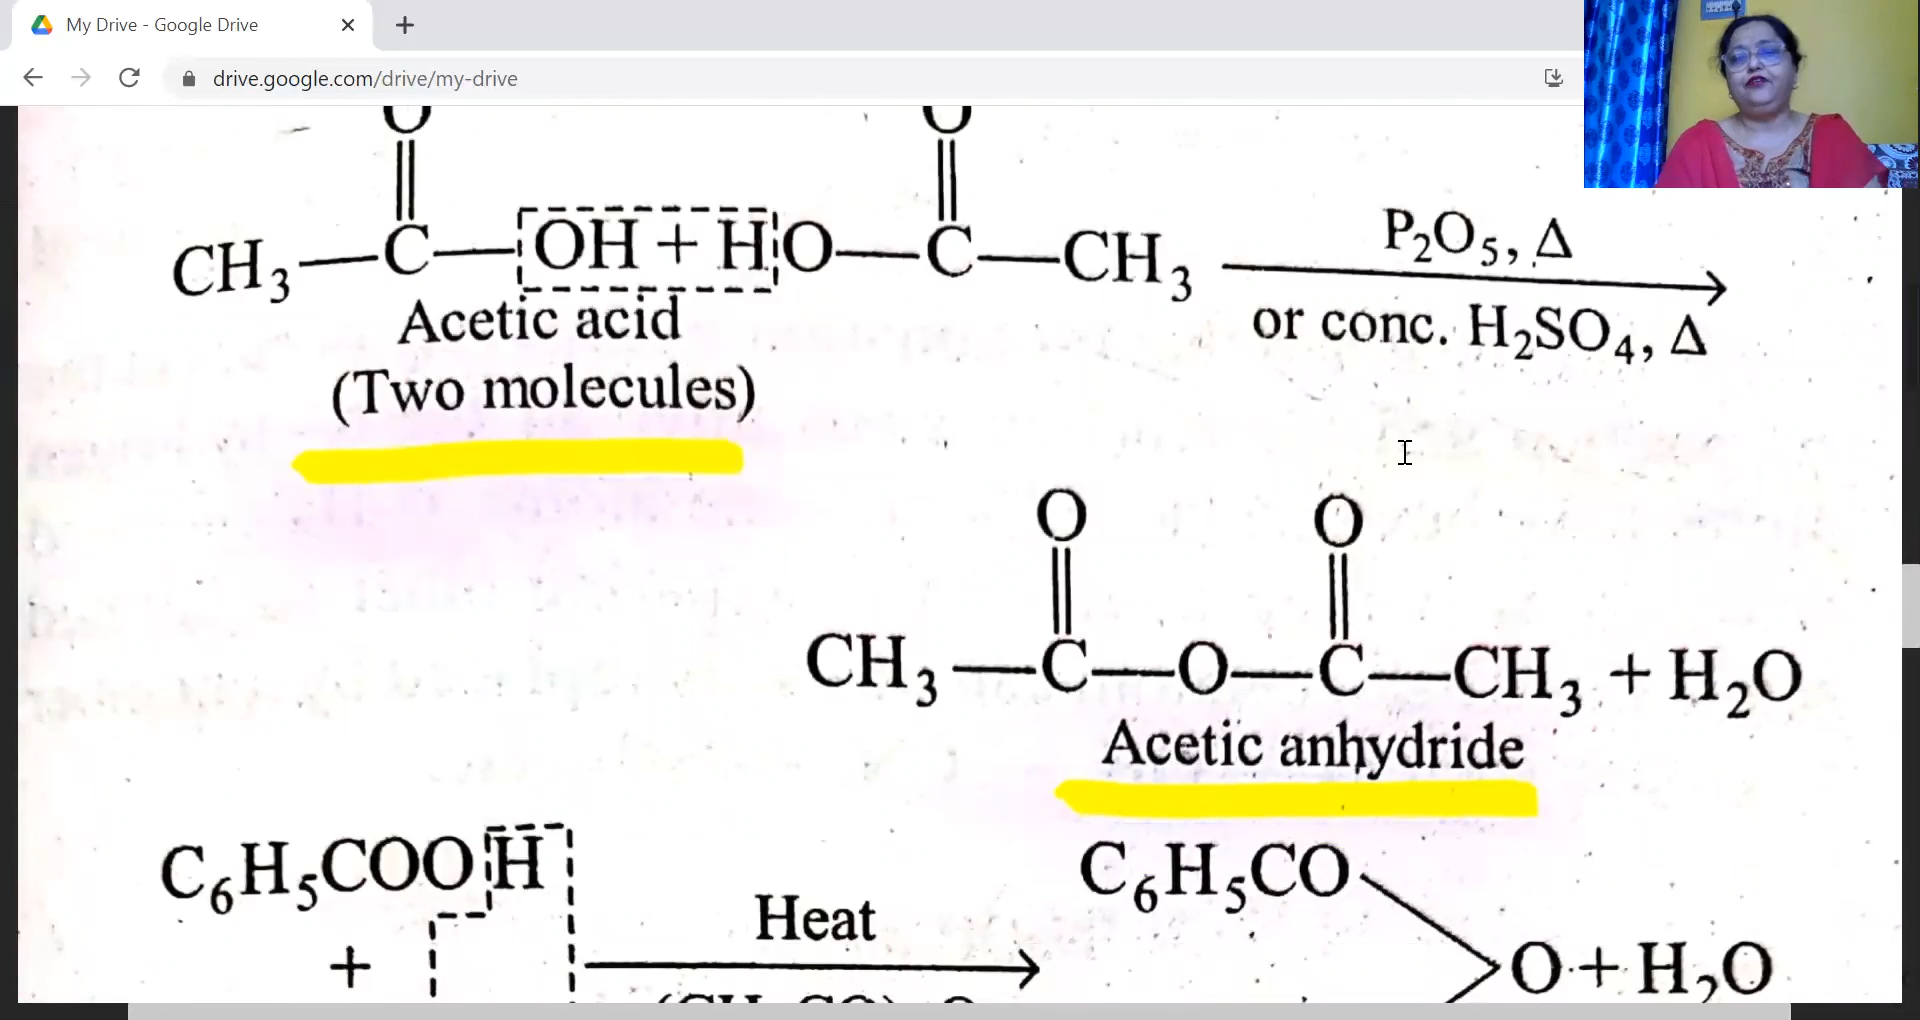 My Drive - Google Drive
drive.google.com/drive/my-drive
O O
CH₃—C—OH + HO—C—CH₃ P₂O₅, Δ
or conc. H₂SO₄, Δ
Acetic acid
(Two molecules)
O O
CH₃—C—O—C—CH₃ + H₂O
Acetic anhydride
C₆H₅COOH C₆H₅CO
Heat
+ O + H₂O